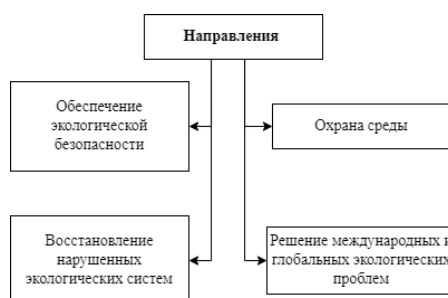 Направления
Обеспечение
экологической
безопасности
Охрана среды
Восстановление
нарушенных
экологических систем
Решение международных и
глобальных экологических
проблем